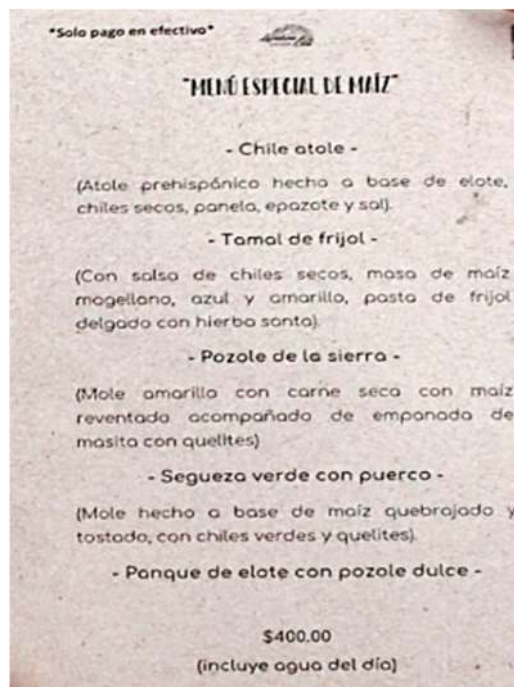 *Solo pago en efectivo*
"MENÚ ESPECIAL DE MAÍZ"
- Chile atole -
(Atole prehispánico hecho a base de elote,
chiles secos, panela, epazote y sal).
- Tamal de frijol -
(Con salsa de chiles secos, masa de maíz
magellano, azul y amarillo, pasta de frijol
delgado con hierba santa)
- Pozole de la sierra -
(Mole amarillo con carne seca con maíz
reventado acompañado de empanada de
masita con quelites)
- Segueza verde con puerco -
(Mole hecho a base de maíz quebrajado y
tostado, con chiles verdes y quelites).
- Panque de elote con pozole dulce -
$400.00
(incluye agua del día)